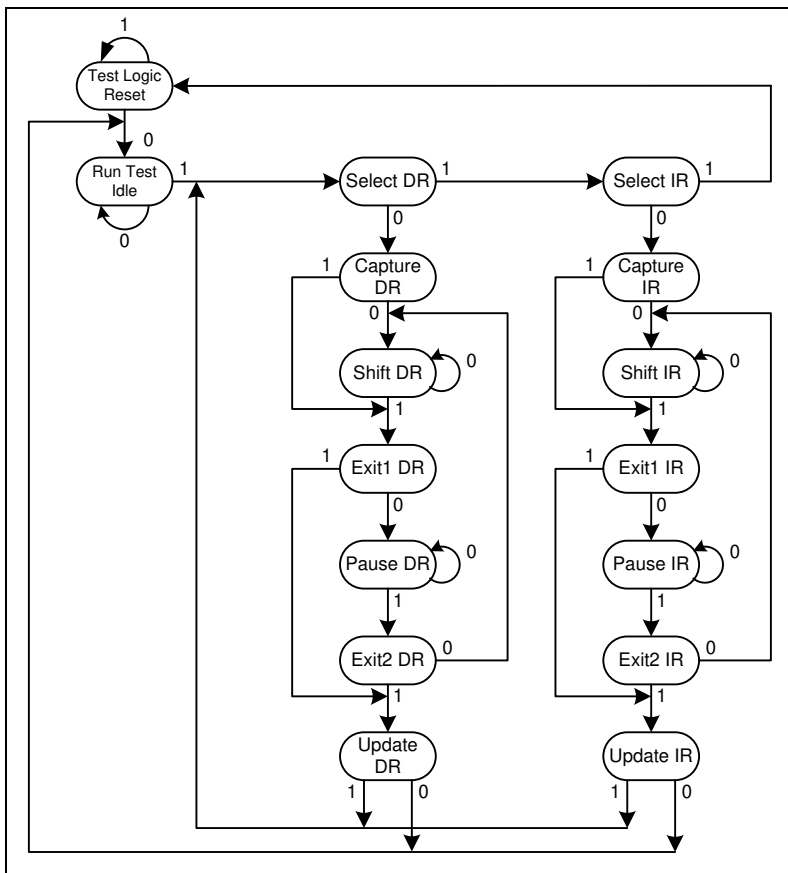 1
Test Logic
Reset
0
Run Test
Idle
1
0
Select DR
1
Select IR
1
0
0
1
Capture
DR
1
Capture
IR
0
0
Shift DR
0
Shift IR
0
1
1
1
Exit1 DR
1
Exit1 IR
0
0
Pause DR
0
Pause IR
0
1
1
Exit2 DR
0
Exit2 IR
0
1
1
Update
DR
Update IR
1
0
1
0